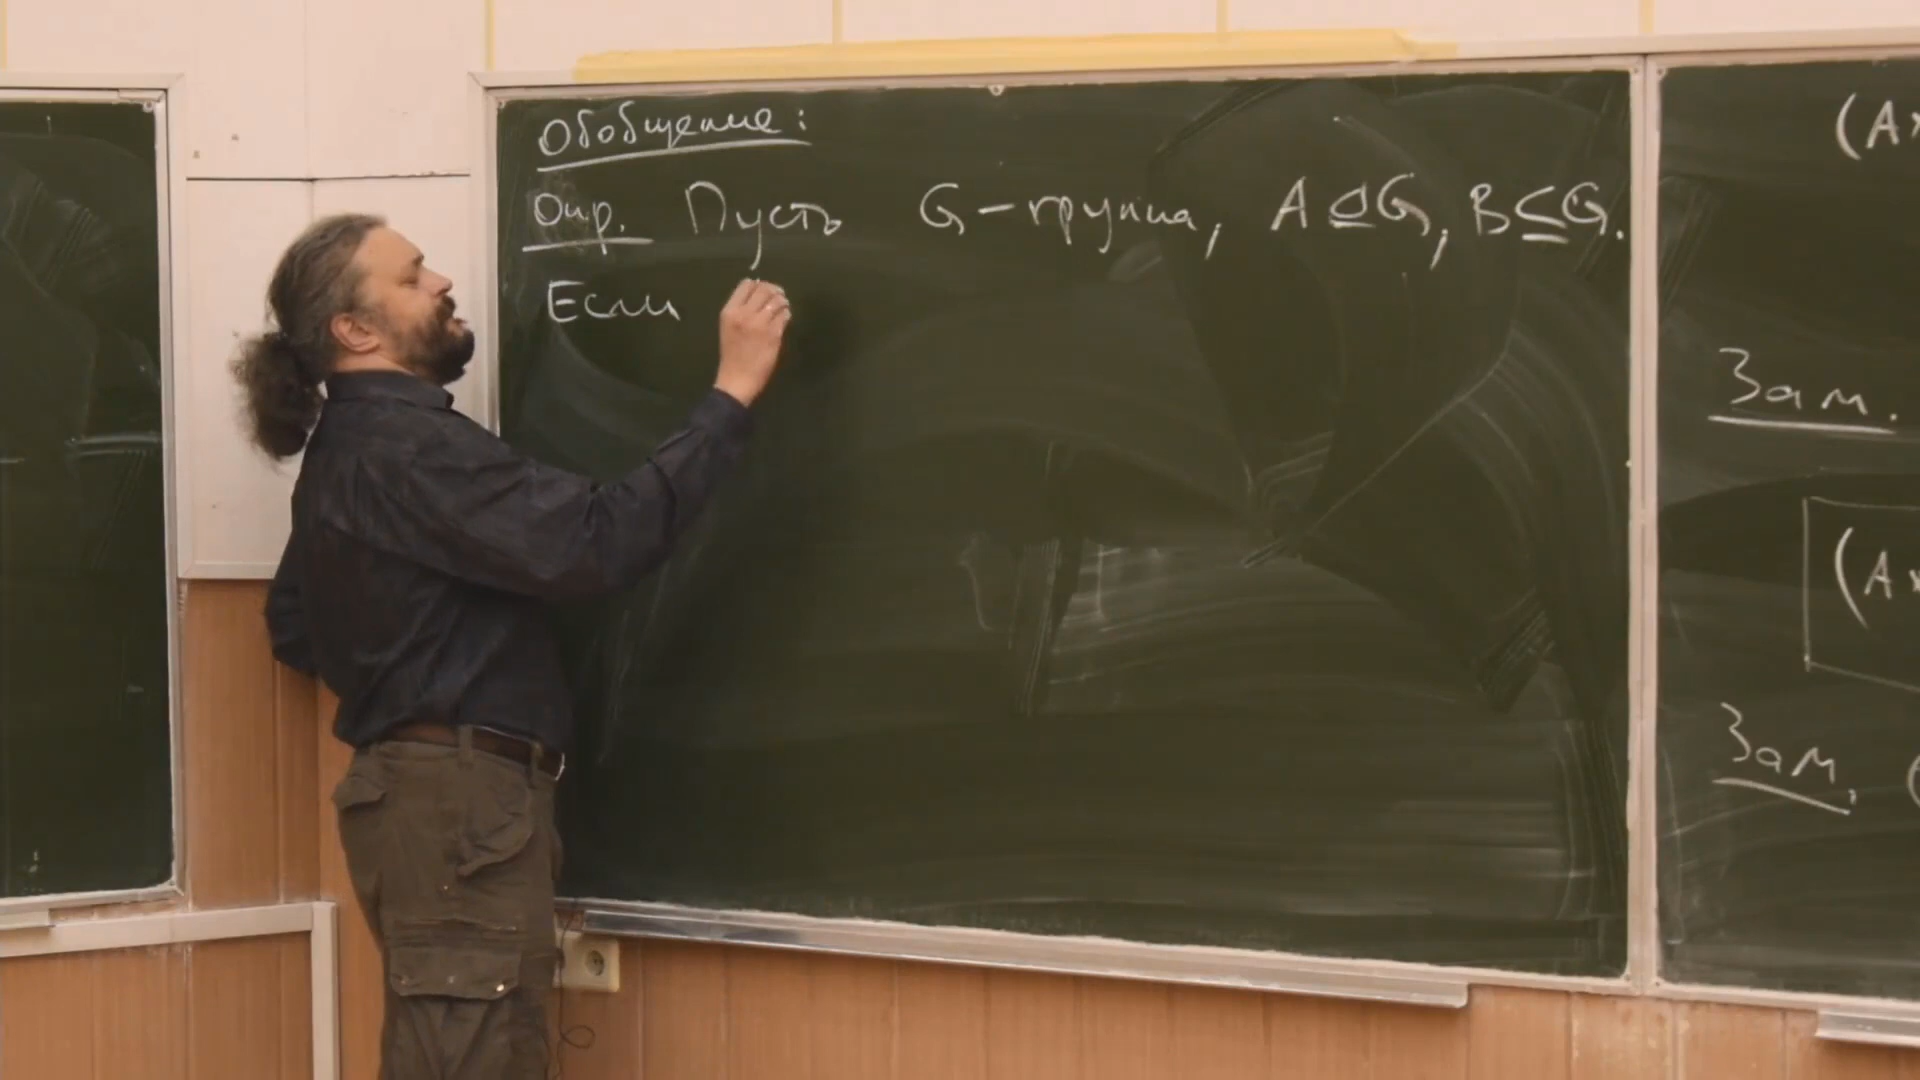 Обобщение:
Опр. Пусть G – группа, A ⊴ G, B ⊆ G.
Если
(A×
Зам.
(A×
Зам. (